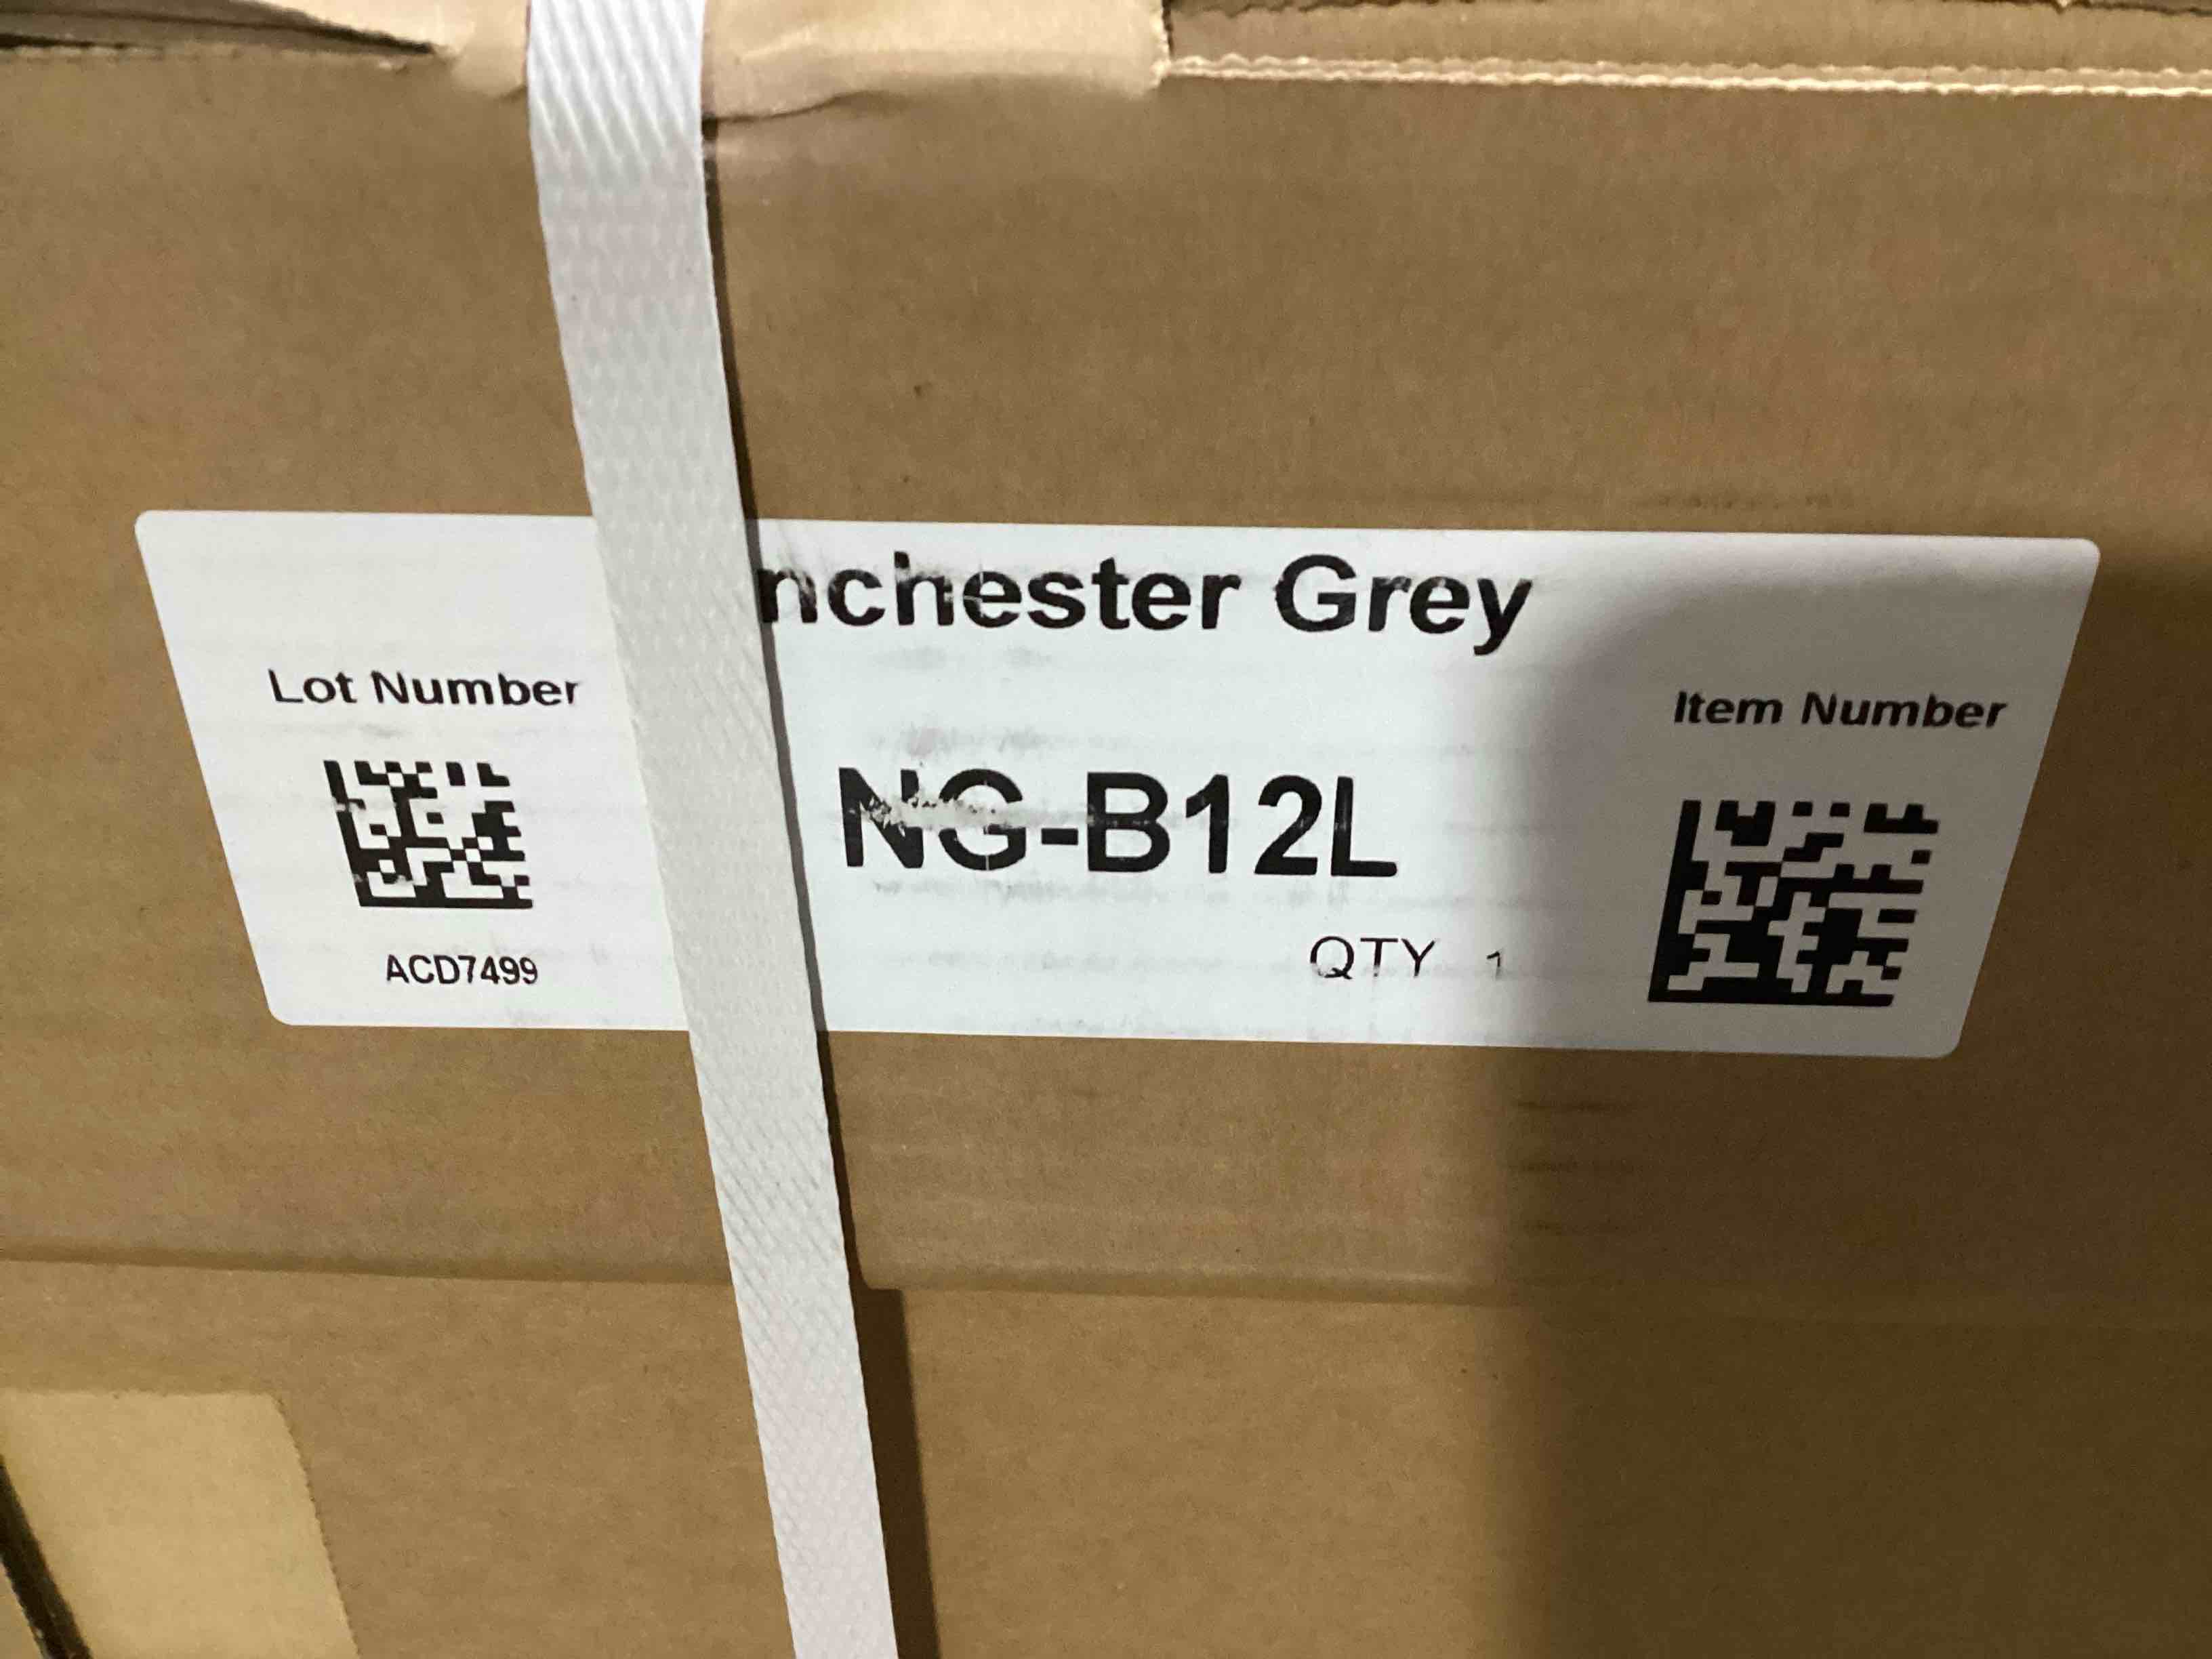 nchester Grey
Lot Number
Item Number
NG-B12L
QTY 1
ACD7499